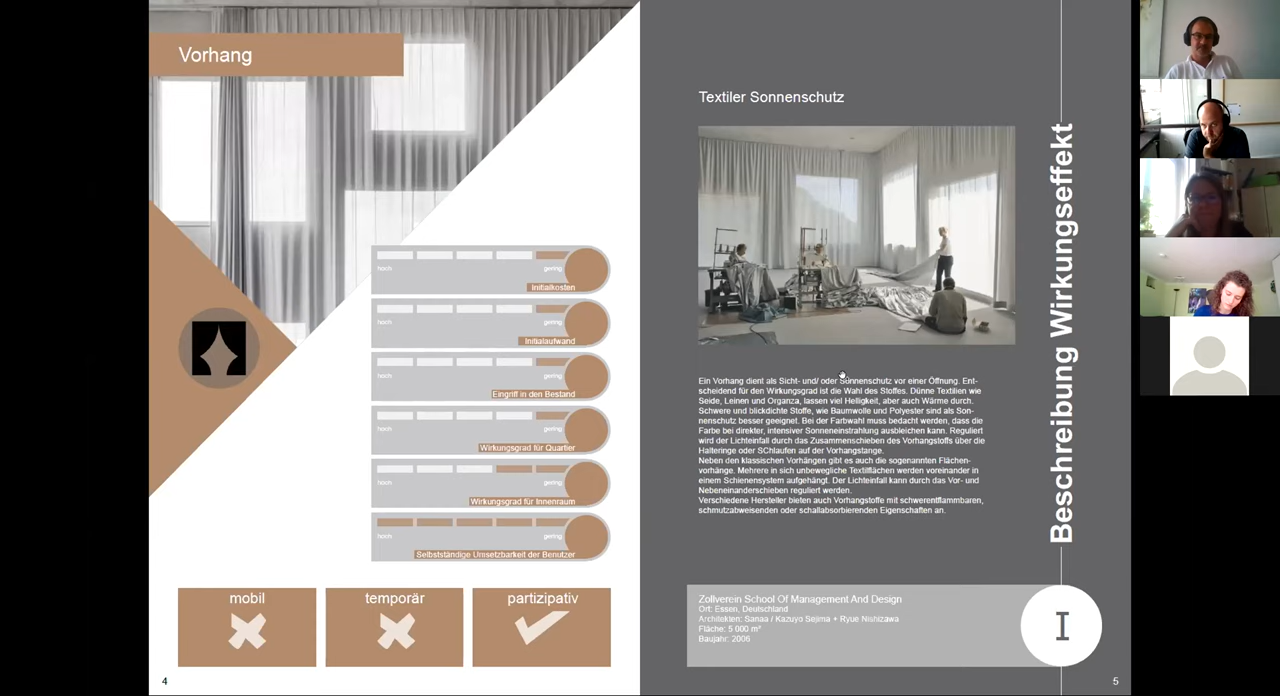 Vorhang
hoch
gering
Initialkosten
hoch
gering
Initialaufwand
hoch
gering
Eingriff in den Bestand
hoch
gering
Wirkungsgrad für Quartier
hoch
gering
Wirkungsgrad für Innenraum
hoch
gering
Selbstständige Umsetzbarkeit der Benutzer
mobil
temporär
partizipativ
4
Textiler Sonnenschutz
Ein Vorhang dient als Sicht- und/ oder Sonnenschutz vor einer Öffnung. Ent-
scheidend für den Wirkungsgrad ist die Wahl des Stoffes. Dünne Textilien wie
Seide, Leinen und Organza, lassen viel Helligkeit, aber auch Wärme durch.
Schwere und blickdichte Stoffe, wie Baumwolle und Polyester sind als Son-
nenschutz besser geeignet. Bei der Farbwahl muss bedacht werden, dass die
Farbe bei direkter, intensiver Sonneneinstrahlung ausbleichen kann. Reguliert
wird der Lichteinfall durch das Zusammenschieben des Vorhangstoffs über die
Halteringe oder SChlaufen auf der Vorhangstange.
Neben den klassischen Vorhängen gibt es auch die sogenannten Flächen-
vorhänge. Mehrere in sich unbewegliche Textilflächen werden voreinander in
einem Schienensystem aufgehängt. Der Lichteinfall kann durch das Vor- und
Nebeneinanderschieben reguliert werden.
Verschiedene Hersteller bieten auch Vorhangstoffe mit schwerentflammbaren,
schmutzabweisenden oder schallabsorbierenden Eigenschaften an.
Beschreibung Wirkungseffekt
Zollverein School Of Management And Design
Ort: Essen, Deutschland
Architekten: Sanaa / Kazuyo Sejima + Ryue Nishizawa
Fläche: 5 000 m²
Baujahr: 2006
I
5